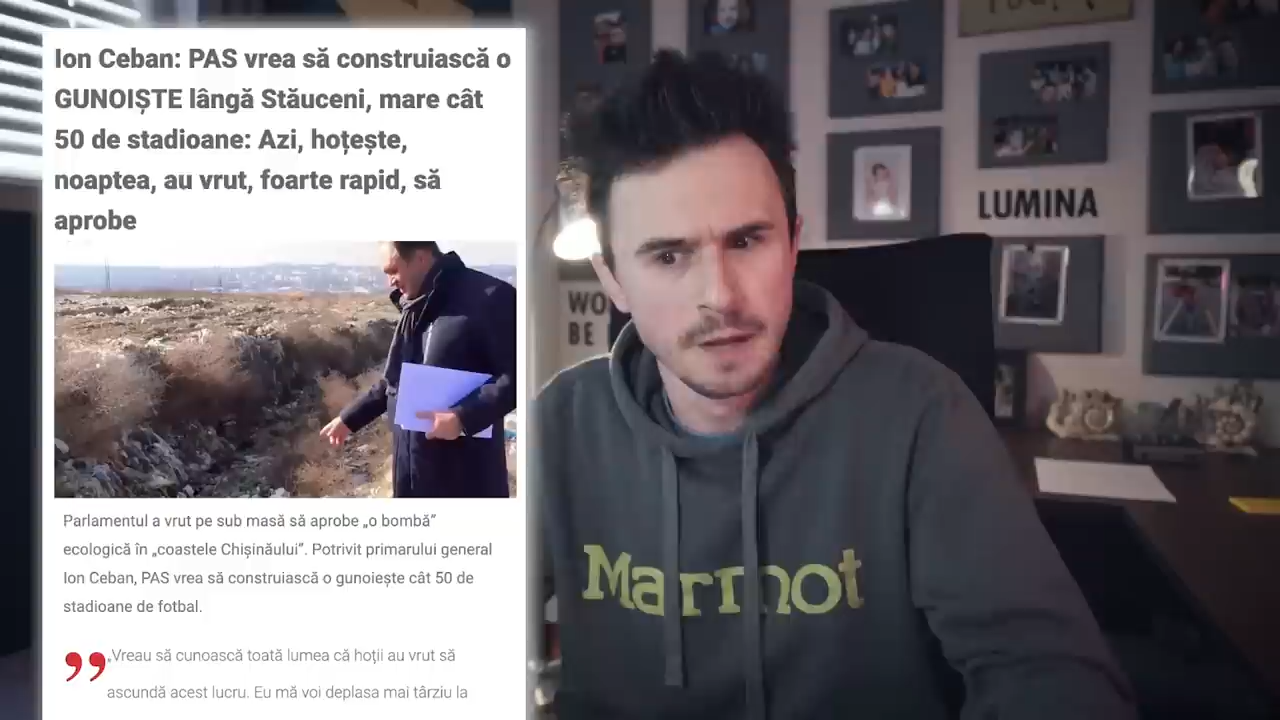 Ion Ceban: PAS vrea să construiască o
GUNOIȘTE lângă Stăuceni, mare cât
50 de stadioane: Azi, hoțește,
noaptea, au vrut, foarte rapid, să
aprobe
Parlamentul a vrut pe sub masă să aprobe „o bombă”
ecologică în „coastele Chișinăului”. Potrivit primarului general
Ion Ceban, PAS vrea să construiască o gunoiește cât 50 de
stadioane de fotbal.
„Vreau să cunoască toată lumea că hoții au vrut să
ascundă acest lucru. Eu mă voi deplasa mai târziu la
LUMINA
WO
BE
Marmot